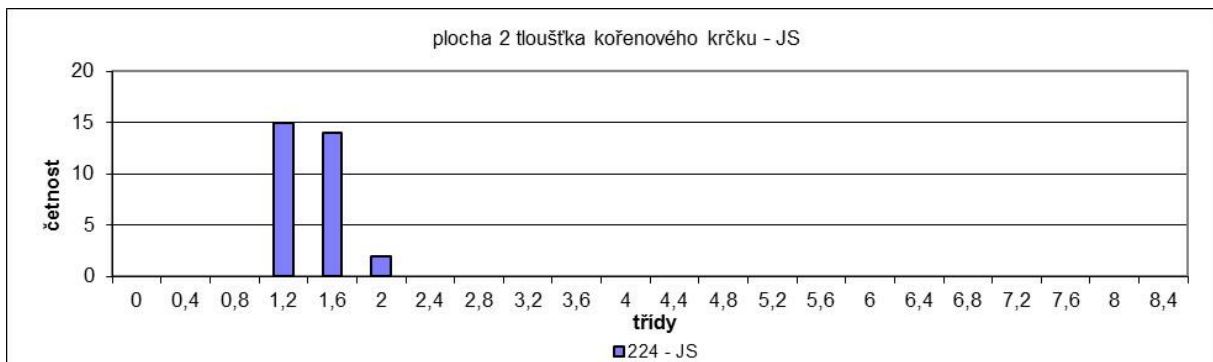 plocha 2 tloušťka kořenového krčku - JS
20
15
10
5
0
četnost
0 0,4 0,8 1,2 1,6 2 2,4 2,8 3,2 3,6 4 4,4 4,8 5,2 5,6 6 6,4 6,8 7,2 7,6 8 8,4
třídy
224 - JS